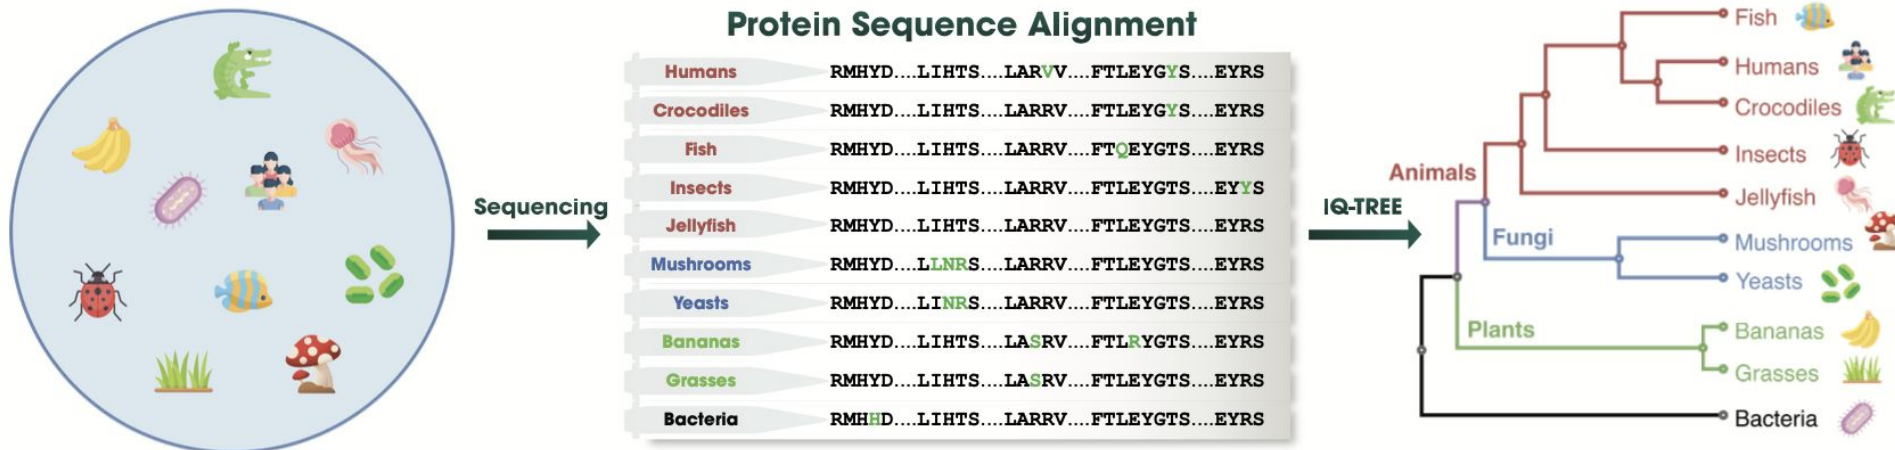 Protein Sequence Alignment
Sequencing
Humans RMHYD....LIHTS....LARVV....FTLEYGYS....EYRS
Crocodiles RMHYD....LIHTS....LARRV....FTLEYGYS....EYRS
Fish RMHYD....LIHTS....LARRV....FTQEYGTS....EYRS
Insects RMHYD....LIHTS....LARRV....FTLEYGTS....EYYS
Jellyfish RMHYD....LIHTS....LARRV....FTLEYGTS....EYRS
Mushrooms RMHYD....LLNRS....LARRV....FTLEYGTS....EYRS
Yeasts RMHYD....LINRS....LARRV....FTLEYGTS....EYRS
Bananas RMHYD....LIHTS....LASRV....FTLRYGTS....EYRS
Grasses RMHYD....LIHTS....LASRV....FTLEYGTS....EYRS
Bacteria RMHHD....LIHTS....LARRV....FTLEYGTS....EYRS
IQ-TREE
Fish
Humans
Crocodiles
Insects
Animals
Jellyfish
Fungi
Mushrooms
Yeasts
Plants
Bananas
Grasses
Bacteria